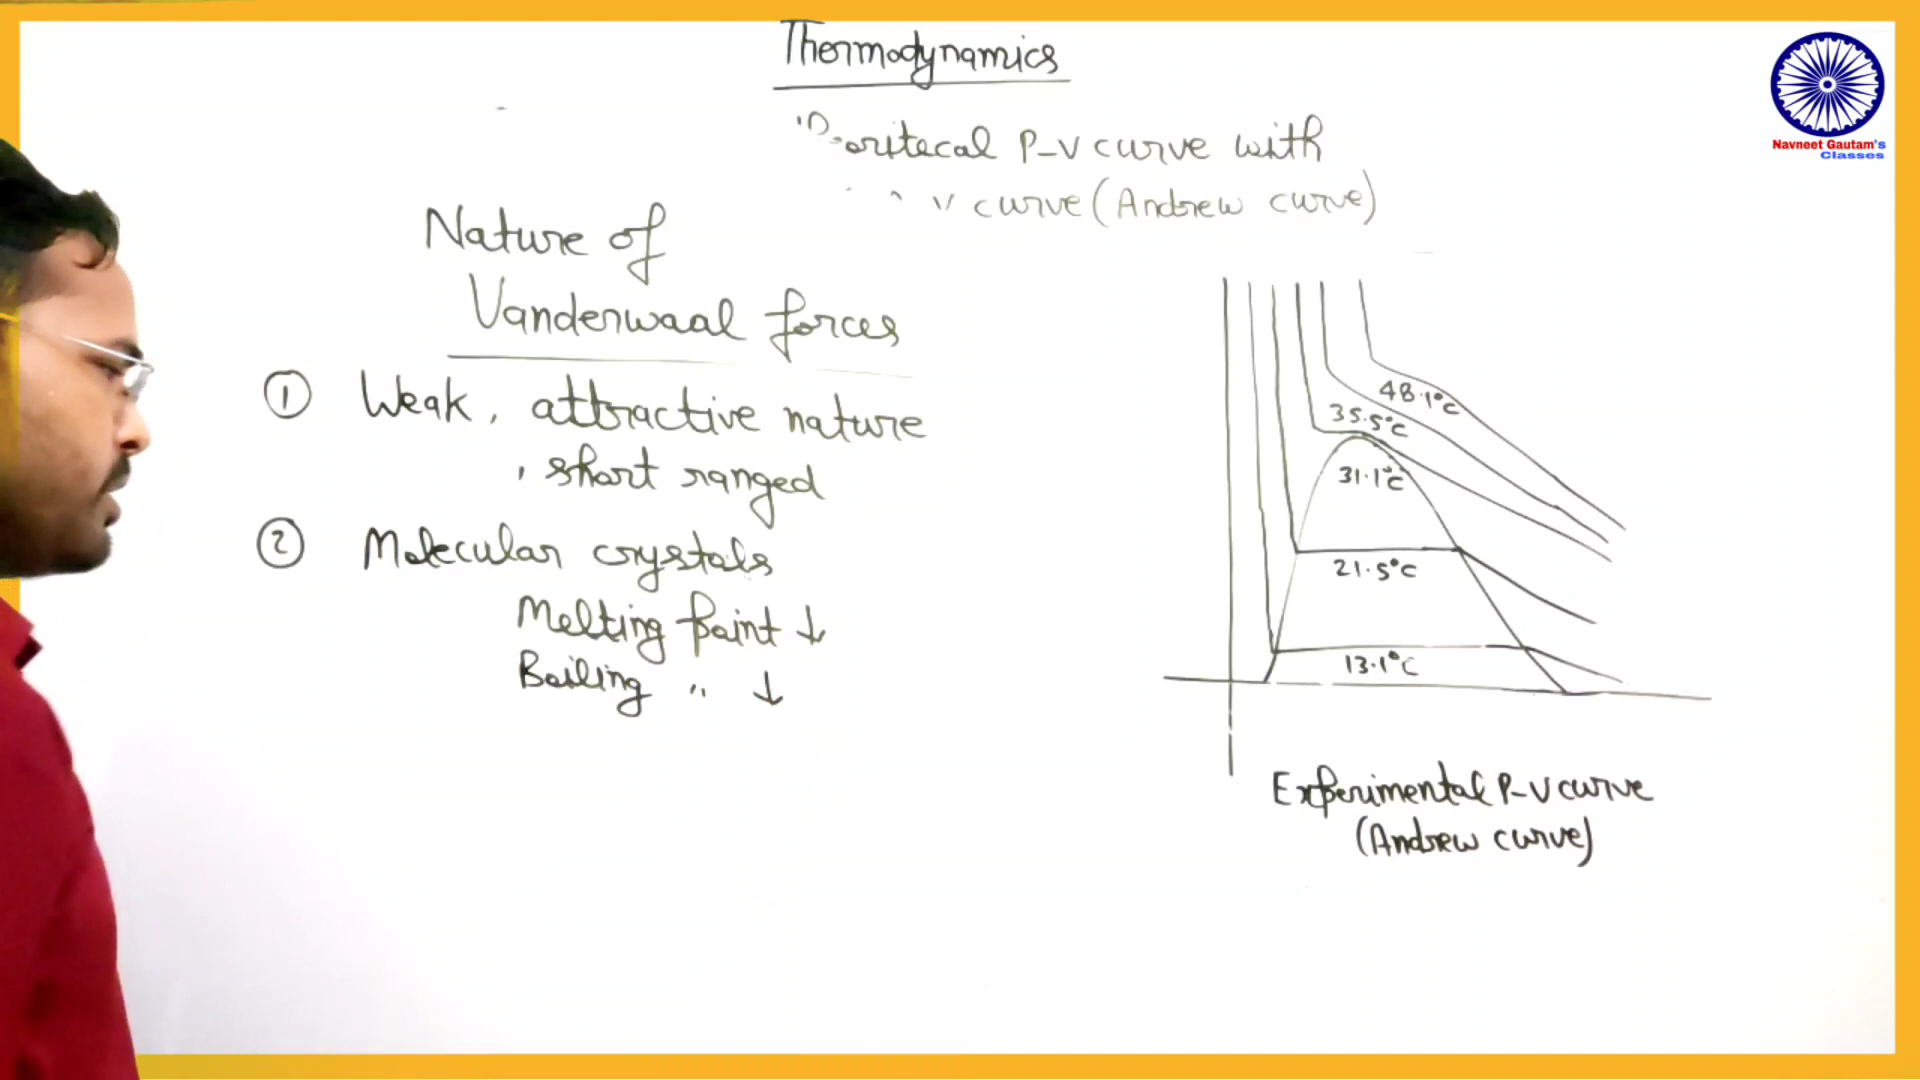 Thermodynamics
P-V curve with
V curve (Andrew curve)
Navneet Gautam's
Classes
Nature of
Vanderwaal forces
① Weak, attractive nature
, short ranged
② Molecular crystals
Melting Point ↓
Boiling " ↓
48.1°C
35.5°C
31.1°C
21.5°C
13.1°C
Experimental P-V curve
(Andrew curve)